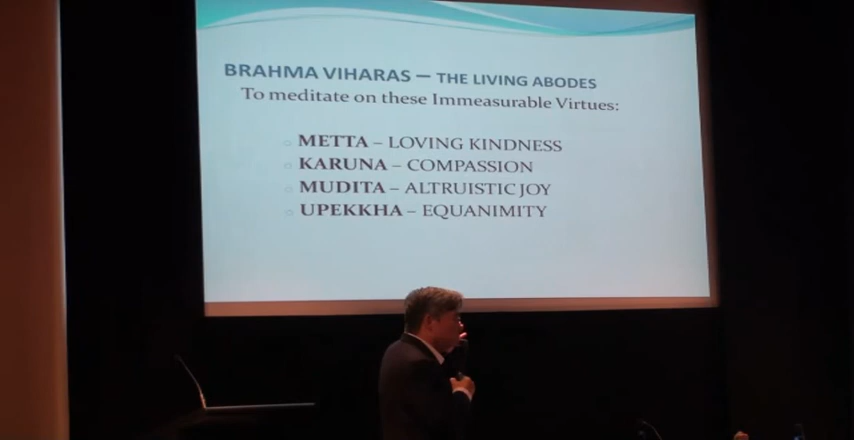 BRAHMA VIHARAS – THE LIVING ABODES
To meditate on these Immeasurable Virtues:
METTA – LOVING KINDNESS
KARUNA – COMPASSION
MUDITA – ALTRUISTIC JOY
UPEKKHA – EQUANIMITY